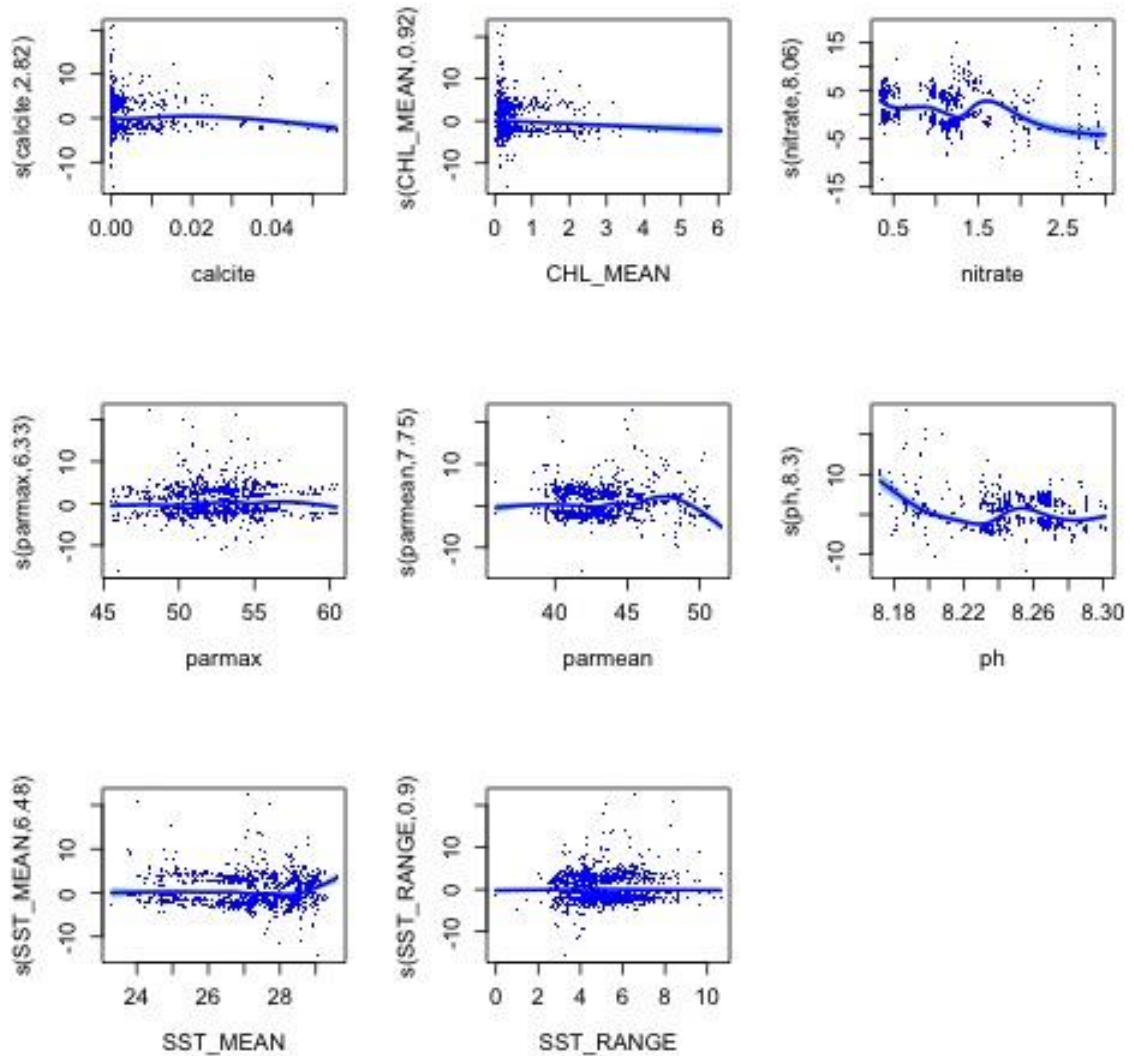 s(calcite,2.82)
10
0
-10
0.00 0.02 0.04
calcite
s(CHL_MEAN,0.92)
10
0
-10
0 1 2 3 4 5 6
CHL_MEAN
s(nitrate,8.06)
15
5
-5
-15
0.5 1.5 2.5
nitrate
s(parmax,6.33)
10
0
-10
45 50 55 60
parmax
s(parmean,7.75)
10
0
-10
40 45 50
parmean
s(ph,8.3)
10
-10
8.18 8.22 8.26 8.30
ph
s(SST_MEAN,6.48)
10
0
-10
24 26 28
SST_MEAN
s(SST_RANGE,0.9)
10
0
-10
0 2 4 6 8 10
SST_RANGE